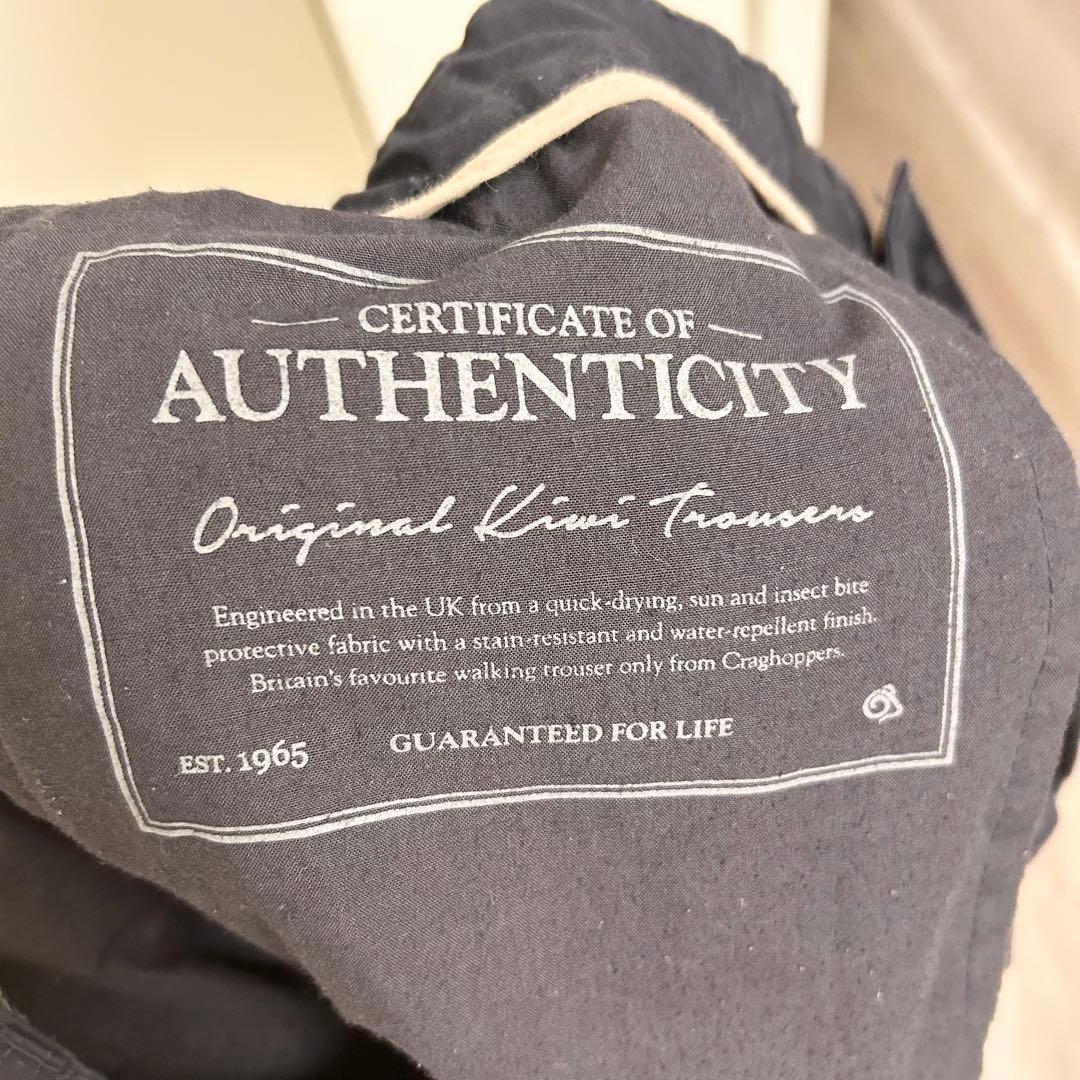 CERTIFICATE OF
AUTHENTICITY
Original Kiwi Trousers
Engineered in the UK from a quick-drying, sun and insect bite
protective fabric with a stain-resistant and water-repellent finish.
Britain's favourite walking trouser only from Craghoppers.
GUARANTEED FOR LIFE
EST. 1965